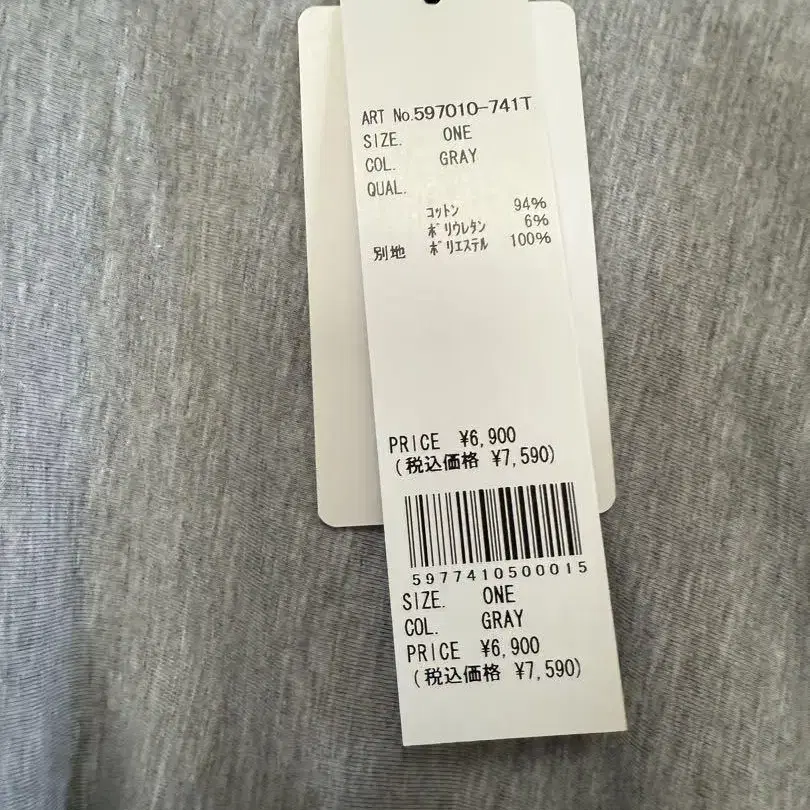 ART No.597010-741T
SIZE. ONE
COL. GRAY
QUAL.
コットン 94%
ポリウレタン 6%
別地 ポリエステル 100%
PRICE ¥6,900
(税込価格 ¥7,590)
5977410500015
SIZE. ONE
COL. GRAY
PRICE ¥6,900
(税込価格 ¥7,590)